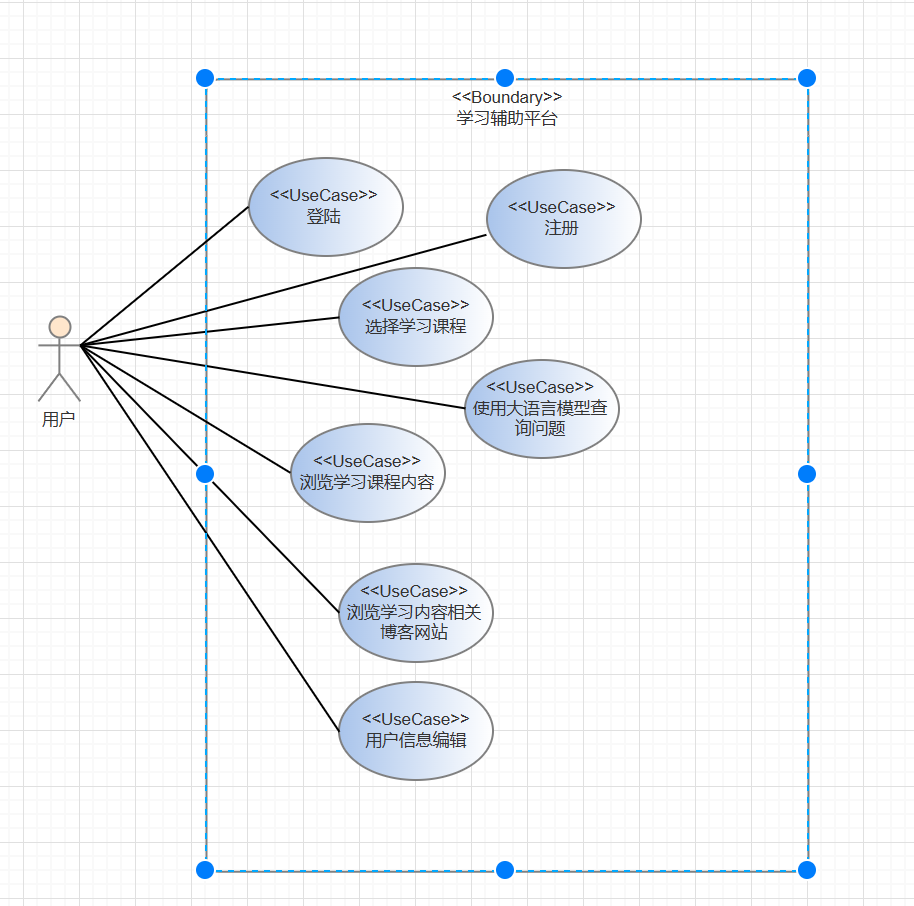 <<Boundary>>
学习辅助平台
<<UseCase>>
登陆
<<UseCase>>
注册
<<UseCase>>
选择学习课程
用户
<<UseCase>>
使用大语言模型查
询问题
<<UseCase>>
浏览学习课程内容
<<UseCase>>
浏览学习内容相关
博客网站
<<UseCase>>
用户信息编辑